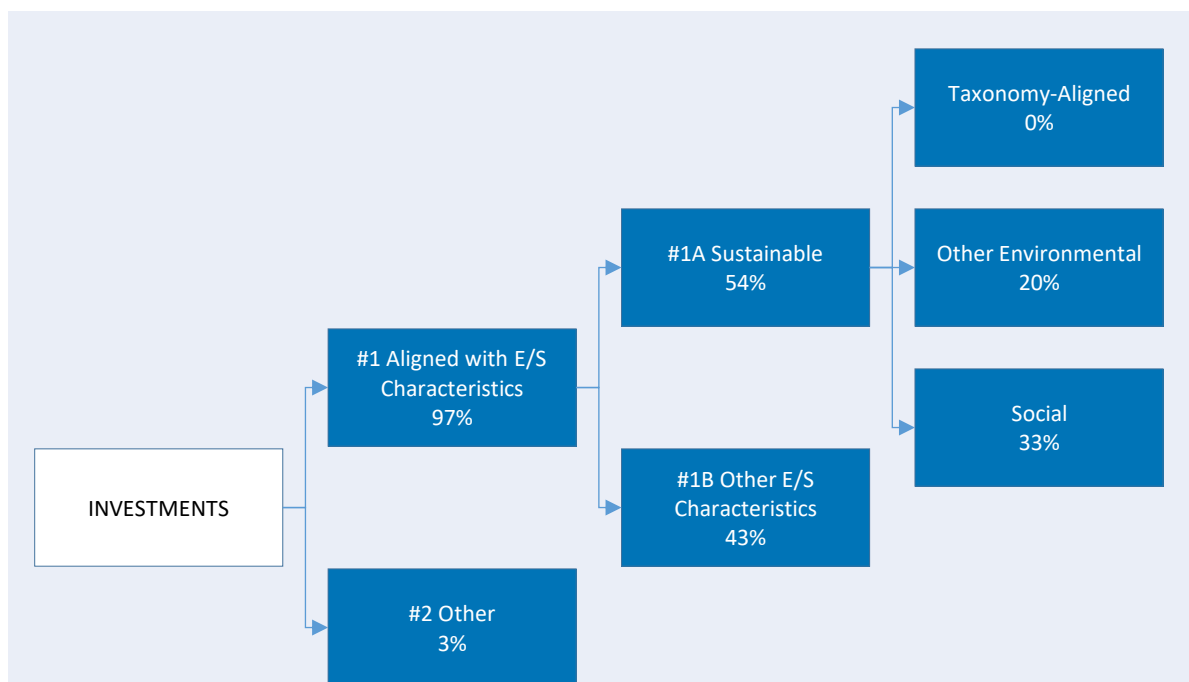 INVESTMENTS
#1 Aligned with E/S
Characteristics
97%
#2 Other
3%
#1A Sustainable
54%
#1B Other E/S
Characteristics
43%
Taxonomy-Aligned
0%
Other Environmental
20%
Social
33%